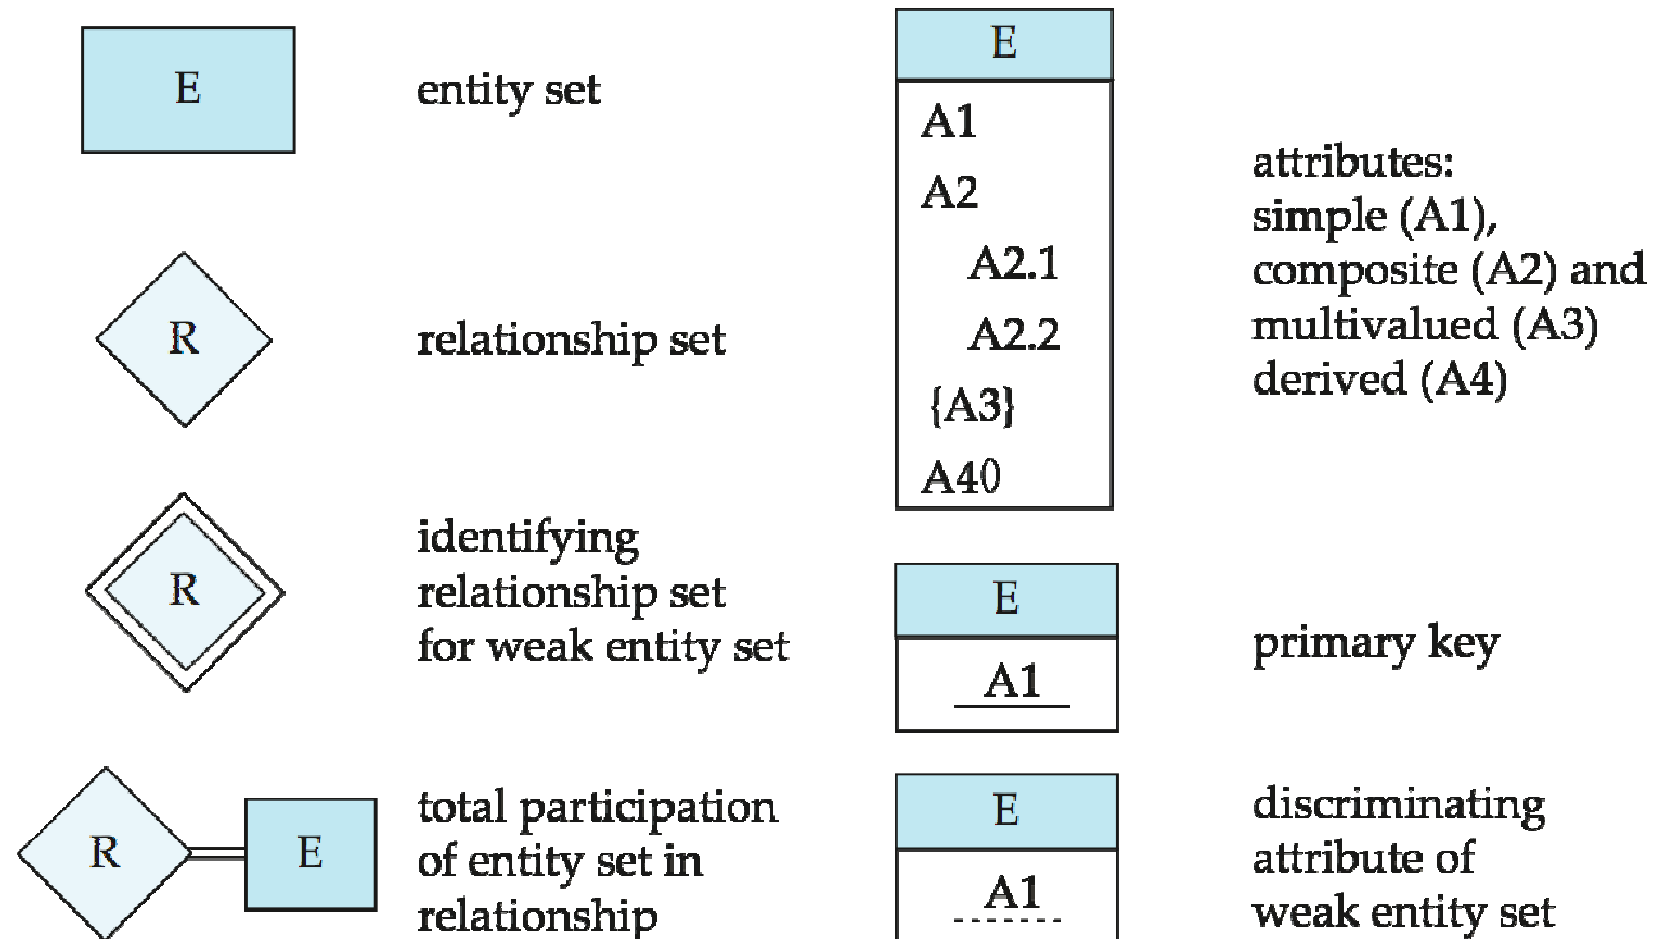 E
entity set
R
relationship set
R
identifying
relationship set
for weak entity set
R
E
total participation
of entity set in
relationship
E
A1
A2
A2.1
A2.2
{A3}
A40
attributes:
simple (A1),
composite (A2) and
multivalued (A3)
derived (A4)
E
A1
primary key
E
A1
discriminating
attribute of
weak entity set